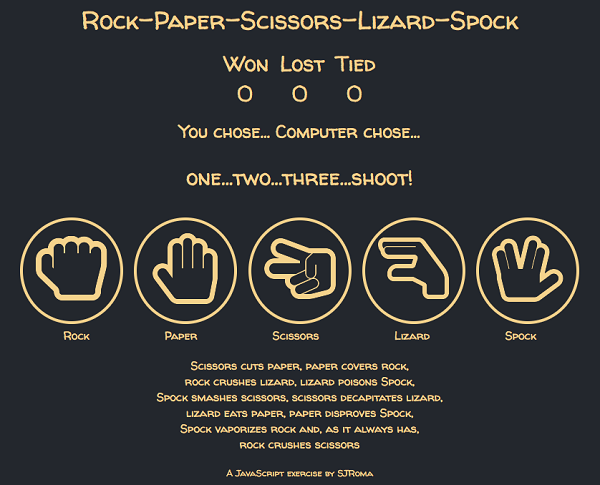 Rock-Paper-Scissors-Lizard-Spock
Won Lost Tied
0 0 0
You chose... Computer chose...
one...two...three...shoot!
Rock Paper Scissors Lizard Spock
Scissors cuts paper, paper covers rock,
rock crushes lizard, lizard poisons Spock,
Spock smashes scissors, scissors decapitates lizard,
lizard eats paper, paper disproves Spock,
Spock vaporizes rock and, as it always has,
rock crushes scissors
A JavaScript exercise by SJRoma